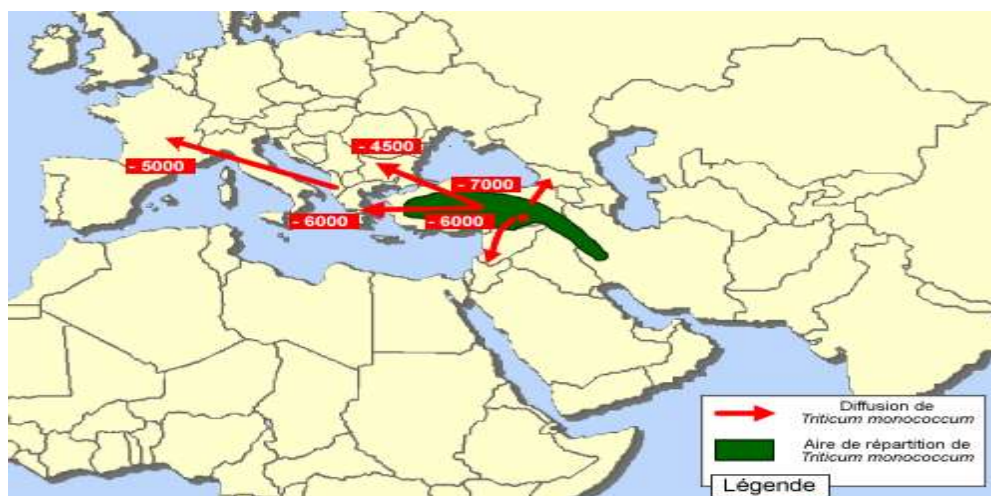 - 4500
- 5000
- 7000
- 6000
- 6000
Diffusion de
Triticum monococcum
Aire de répartition de
Triticum monococcum
Légende